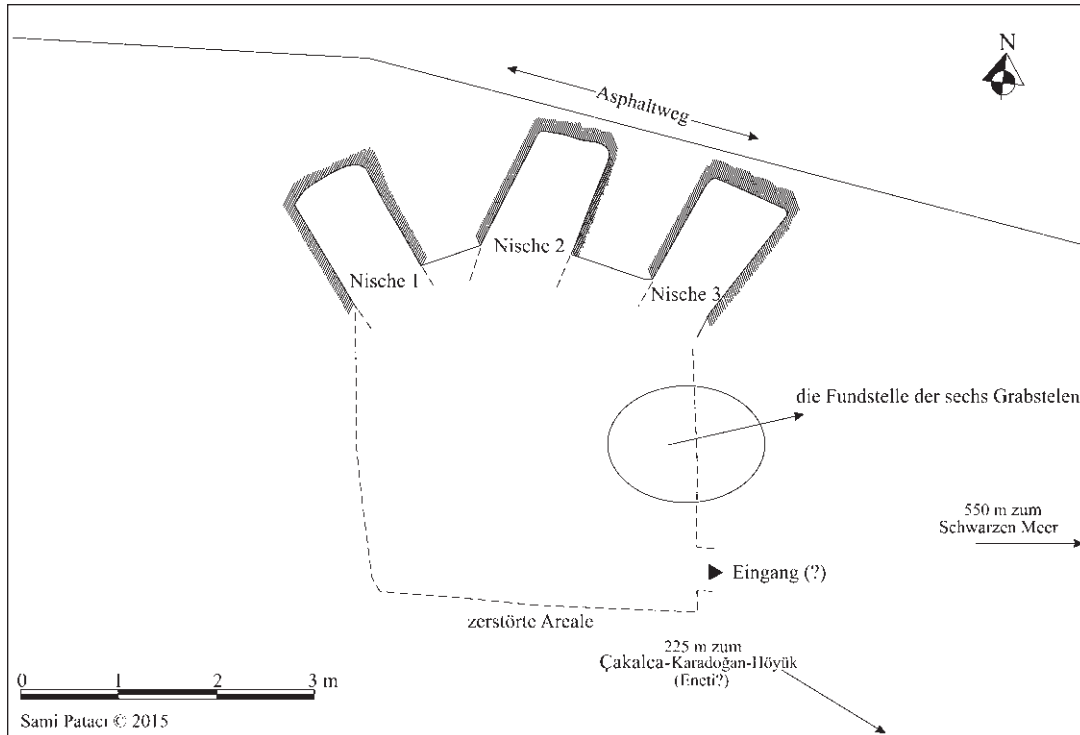 N
Asphaltweg
Nische 1
Nische 2
Nische 3
die Fundstelle der sechs Grabstelen
550 m zum
Schwarzen Meer
Eingang (?)
zerstörte Areale
225 m zum
Çakalca-Karadoğan-Höyük
(Eneti?)
0 1 2 3 m
Sami Patacı © 2015